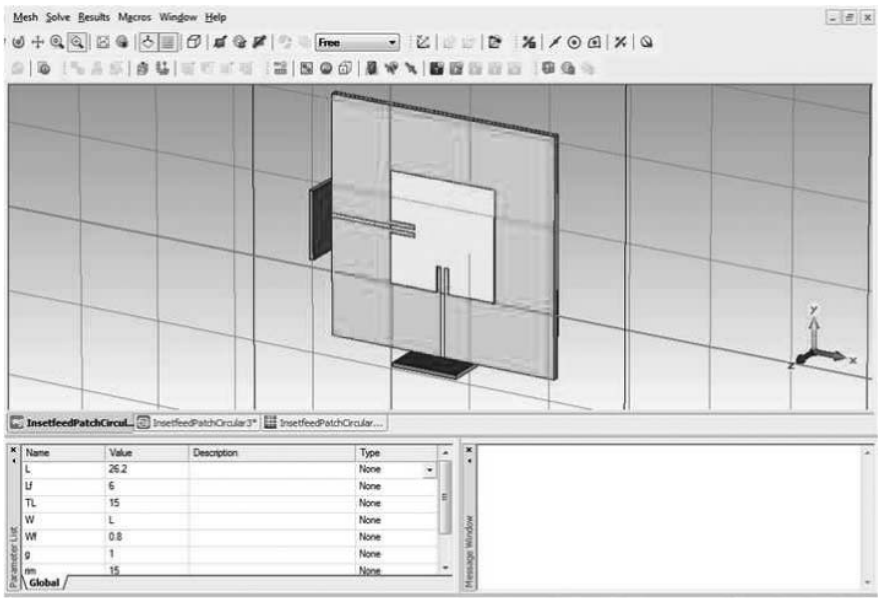 Mesh Solve Results Macros Window Help
Free
y
x
z
InsetfeedPatchCircul... InsetfeedPatchCircular3* InsetfeedPatchCircular...
Name Value Description Type
L 26.2 None
Lf 6 None
TL 15 None
W L None
Wf 0.8 None
g 1 None
15 None
Global
Parameter List
Message Window